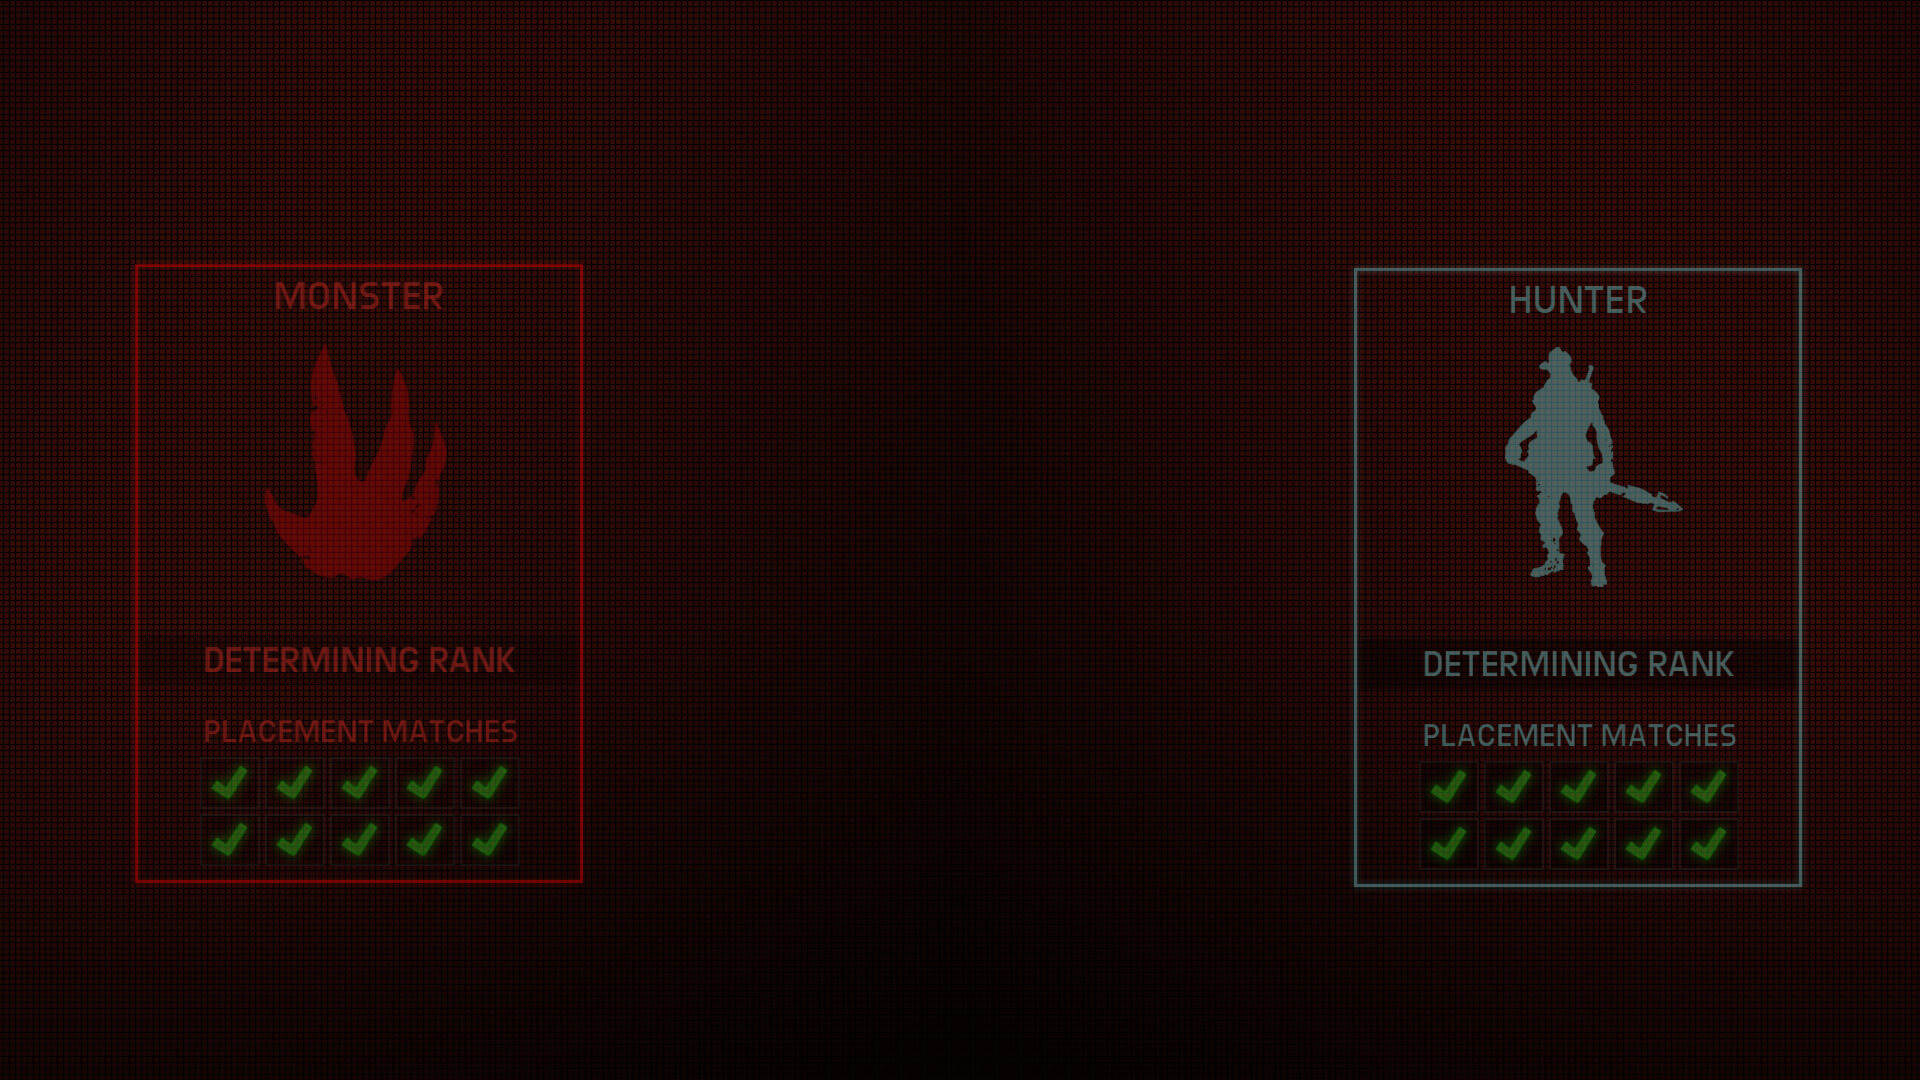 MONSTER
DETERMINING RANK
PLACEMENT MATCHES
HUNTER
DETERMINING RANK
PLACEMENT MATCHES